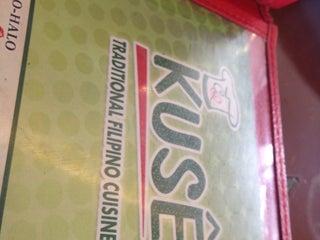 O-HALO
KUSÊ
TRADITIONAL FILIPINO CUISINE